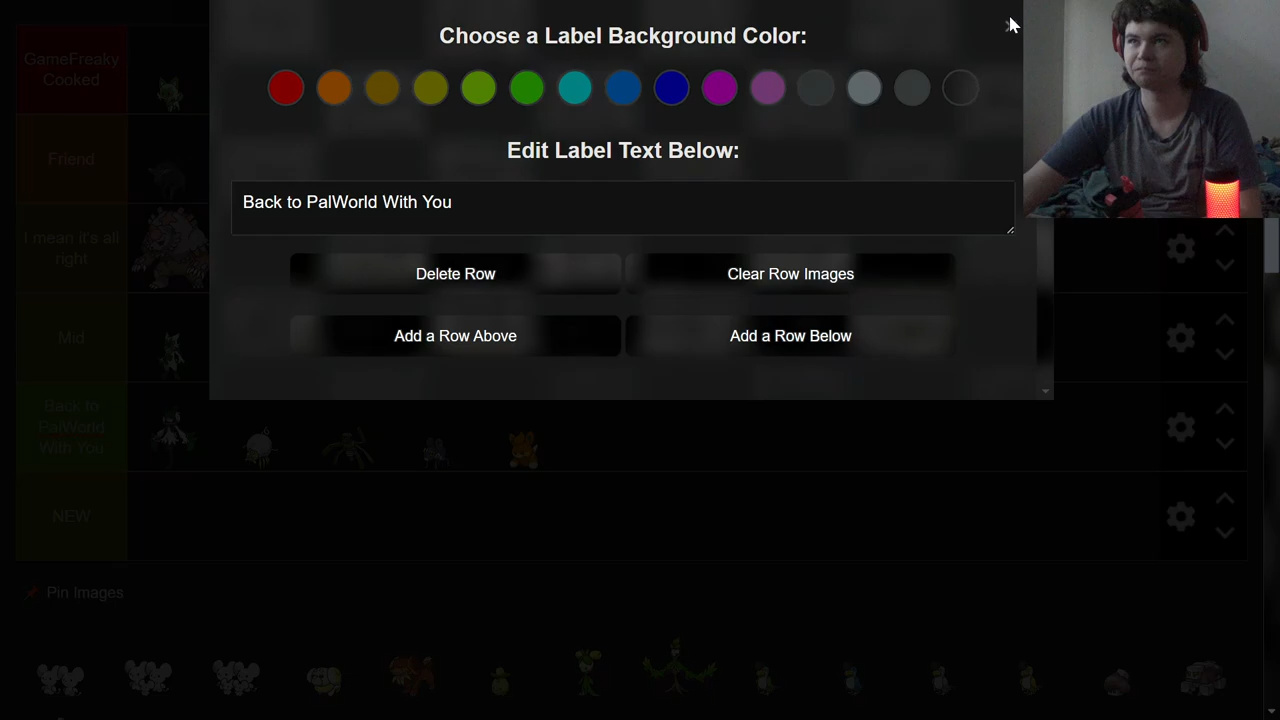 Choose a Label Background Color:
Edit Label Text Below:
Back to PalWorld With You
Delete Row
Clear Row Images
Add a Row Above
Add a Row Below
GameFreaky
Cooked
Friend
I mean it's all
right
Mid
Back to
PalWorld
With You
NEW
Pin Images